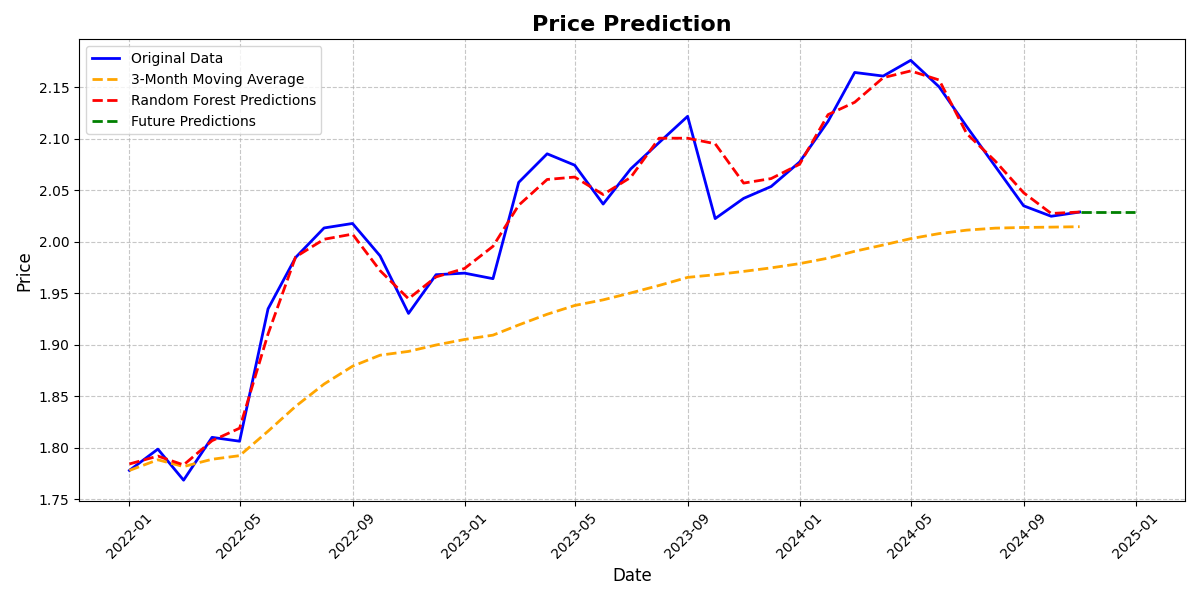 Price Prediction
Original Data
3-Month Moving Average
Random Forest Predictions
Future Predictions
Price
2.15
2.10
2.05
2.00
1.95
1.90
1.85
1.80
1.75
2022-01
2022-05
2022-09
2023-01
2023-05
2023-09
2024-01
2024-05
2024-09
2025-01
Date